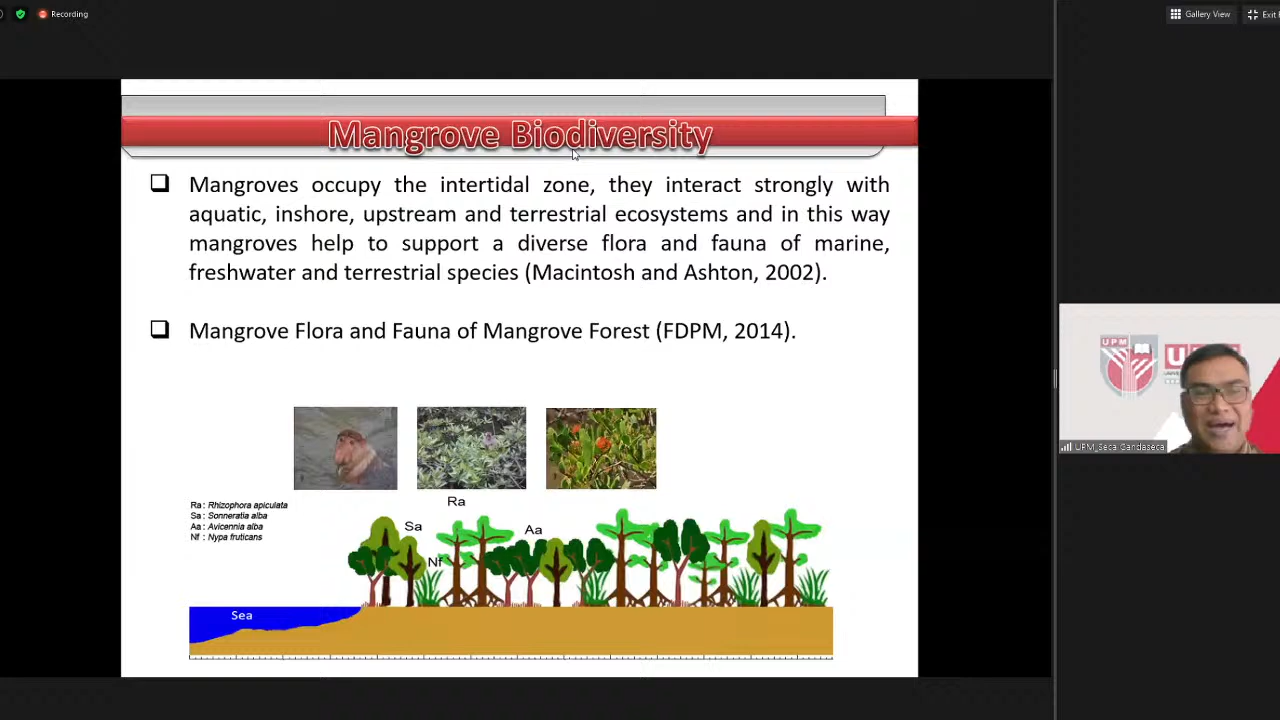 Recording
Gallery View
Exit
Mangrove Biodiversity
❑ Mangroves occupy the intertidal zone, they interact strongly with
aquatic, inshore, upstream and terrestrial ecosystems and in this way
mangroves help to support a diverse flora and fauna of marine,
freshwater and terrestrial species (Macintosh and Ashton, 2002).
❑ Mangrove Flora and Fauna of Mangrove Forest (FDPM, 2014).
UPM
UPM_Seca Gandaseca
Ra : Rhizophora apiculata
Sa : Sonneratia alba
Aa : Avicennia alba
Nf : Nypa fruticans
Ra
Sa
Aa
Nf
Sea